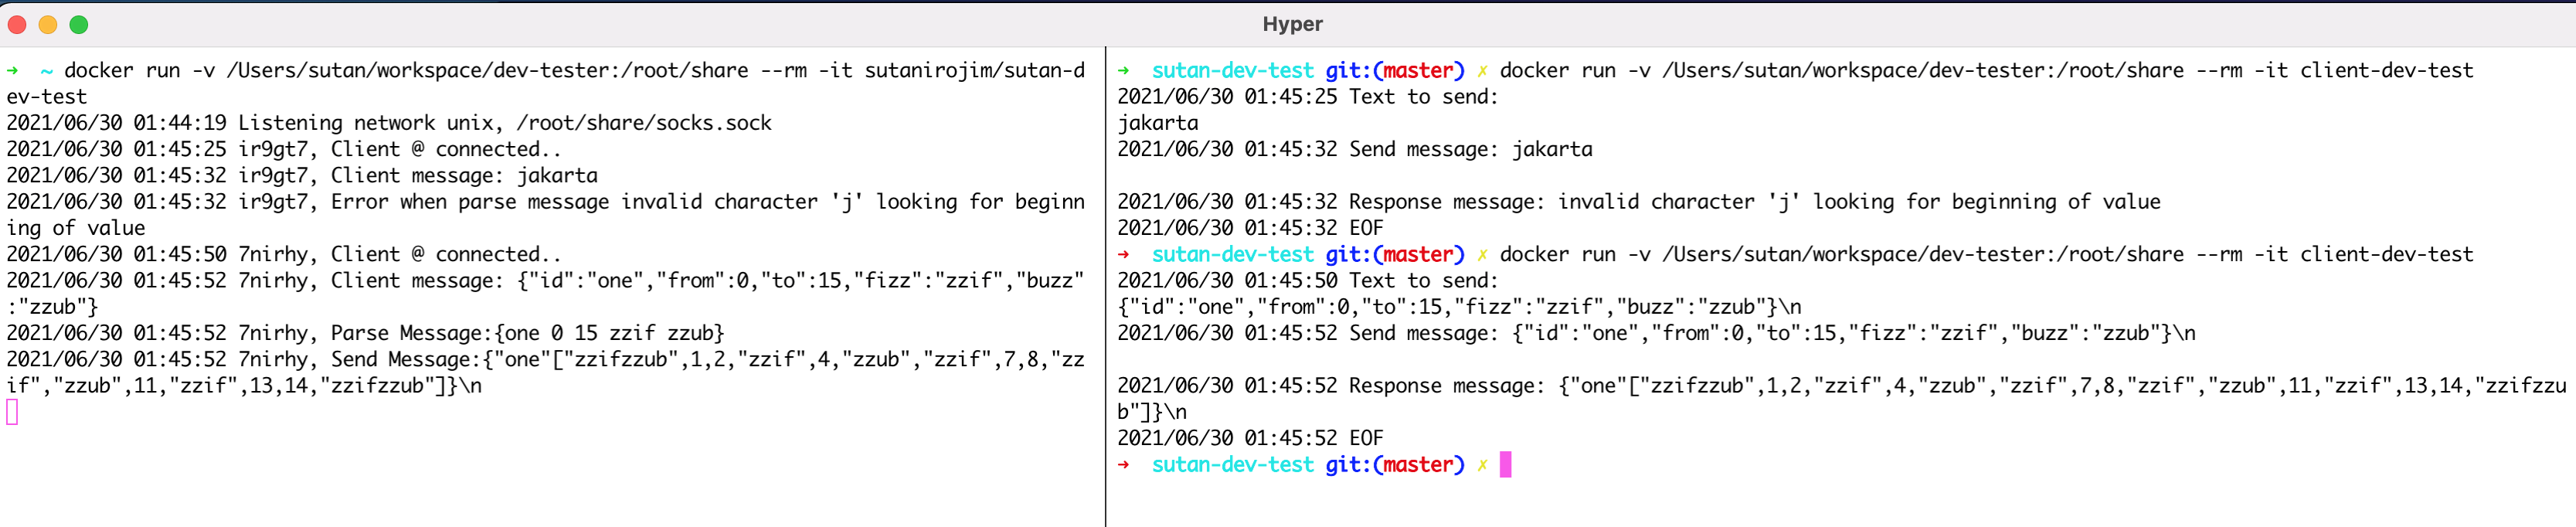 Hyper
→ ~ docker run -v /Users/sutan/workspace/dev-tester:/root/share --rm -it sutanirojim/sutan-d
ev-test
2021/06/30 01:44:19 Listening network unix, /root/share/socks.sock
2021/06/30 01:45:25 ir9gt7, Client @ connected..
2021/06/30 01:45:32 ir9gt7, Client message: jakarta
2021/06/30 01:45:32 ir9gt7, Error when parse message invalid character 'j' looking for beginn
ing of value
2021/06/30 01:45:50 7nirhy, Client @ connected..
2021/06/30 01:45:52 7nirhy, Client message: {"id":"one","from":0,"to":15,"fizz":"zzif","buzz"
:"zzub"}
2021/06/30 01:45:52 7nirhy, Parse Message:{one 0 15 zzif zzub}
2021/06/30 01:45:52 7nirhy, Send Message:{"one"["zzifzzub",1,2,"zzif",4,"zzub","zzif",7,8,"zz
if","zzub",11,"zzif",13,14,"zzifzzub"]}\n
→ sutan-dev-test git:(master) ✗ docker run -v /Users/sutan/workspace/dev-tester:/root/share --rm -it client-dev-test
2021/06/30 01:45:25 Text to send:
jakarta
2021/06/30 01:45:32 Send message: jakarta
2021/06/30 01:45:32 Response message: invalid character 'j' looking for beginning of value
2021/06/30 01:45:32 EOF
→ sutan-dev-test git:(master) ✗ docker run -v /Users/sutan/workspace/dev-tester:/root/share --rm -it client-dev-test
2021/06/30 01:45:50 Text to send:
{"id":"one","from":0,"to":15,"fizz":"zzif","buzz":"zzub"}\n
2021/06/30 01:45:52 Send message: {"id":"one","from":0,"to":15,"fizz":"zzif","buzz":"zzub"}\n
2021/06/30 01:45:52 Response message: {"one"["zzifzzub",1,2,"zzif",4,"zzub","zzif",7,8,"zzif","zzub",11,"zzif",13,14,"zzifzzu
b"]}\n
2021/06/30 01:45:52 EOF
→ sutan-dev-test git:(master) ✗